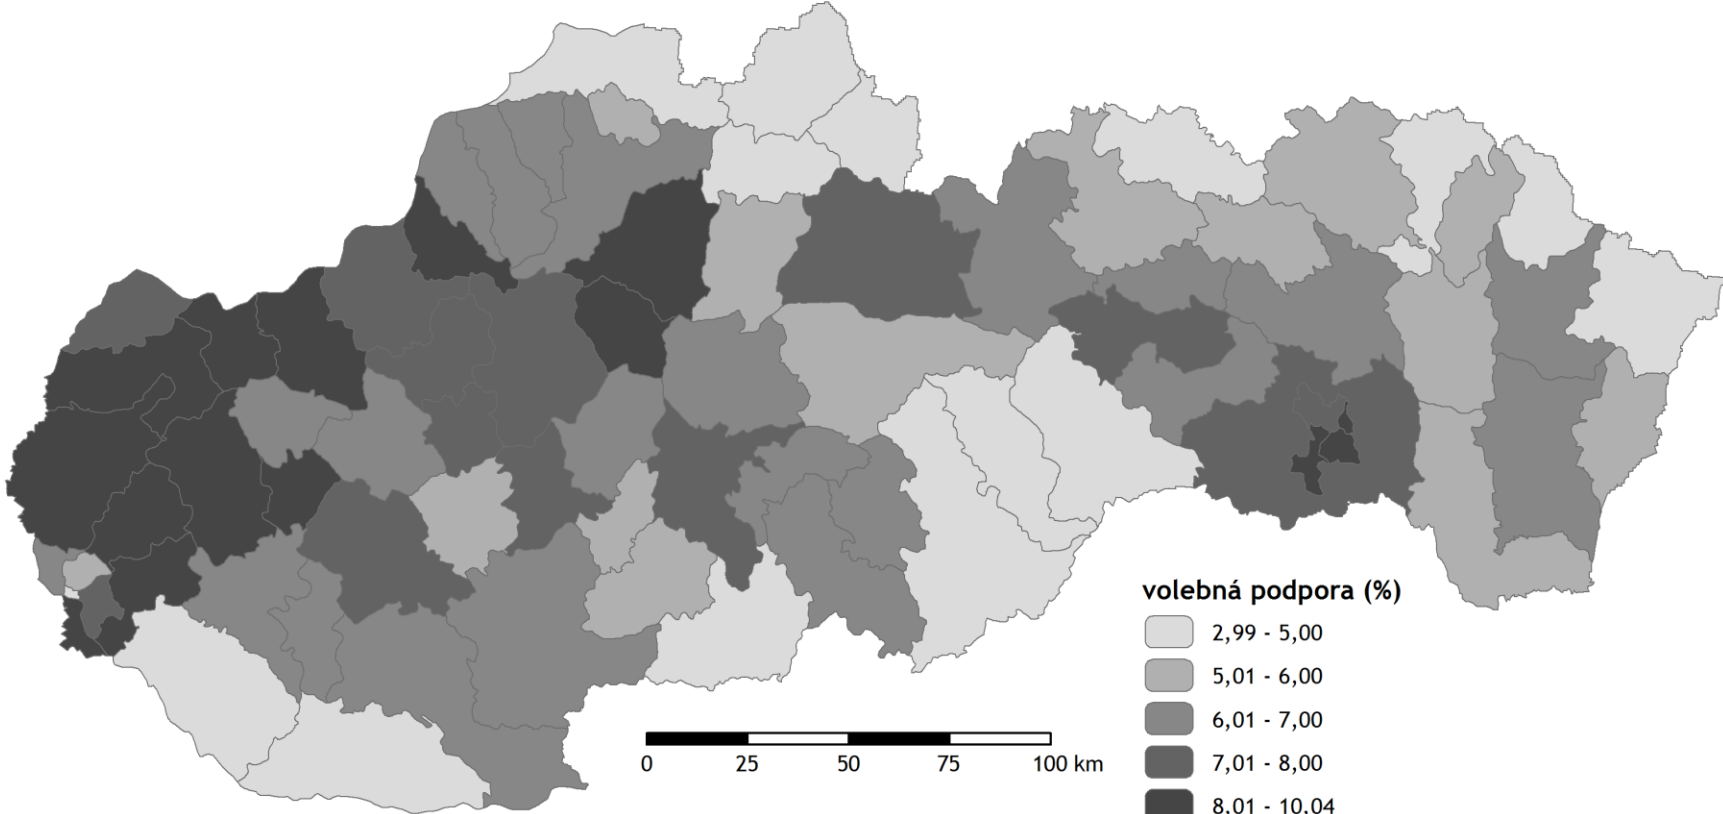 volebná podpora (%)
2,99 - 5,00
5,01 - 6,00
6,01 - 7,00
7,01 - 8,00
8,01 - 10,04
0 25 50 75 100 km